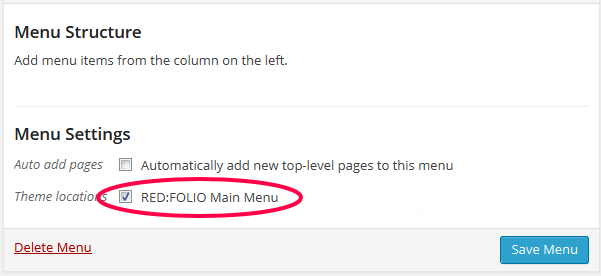 Menu Structure
Add menu items from the column on the left.
Menu Settings
Auto add pages Automatically add new top-level pages to this menu
Theme locations RED:FOLIO Main Menu
Delete Menu Save Menu